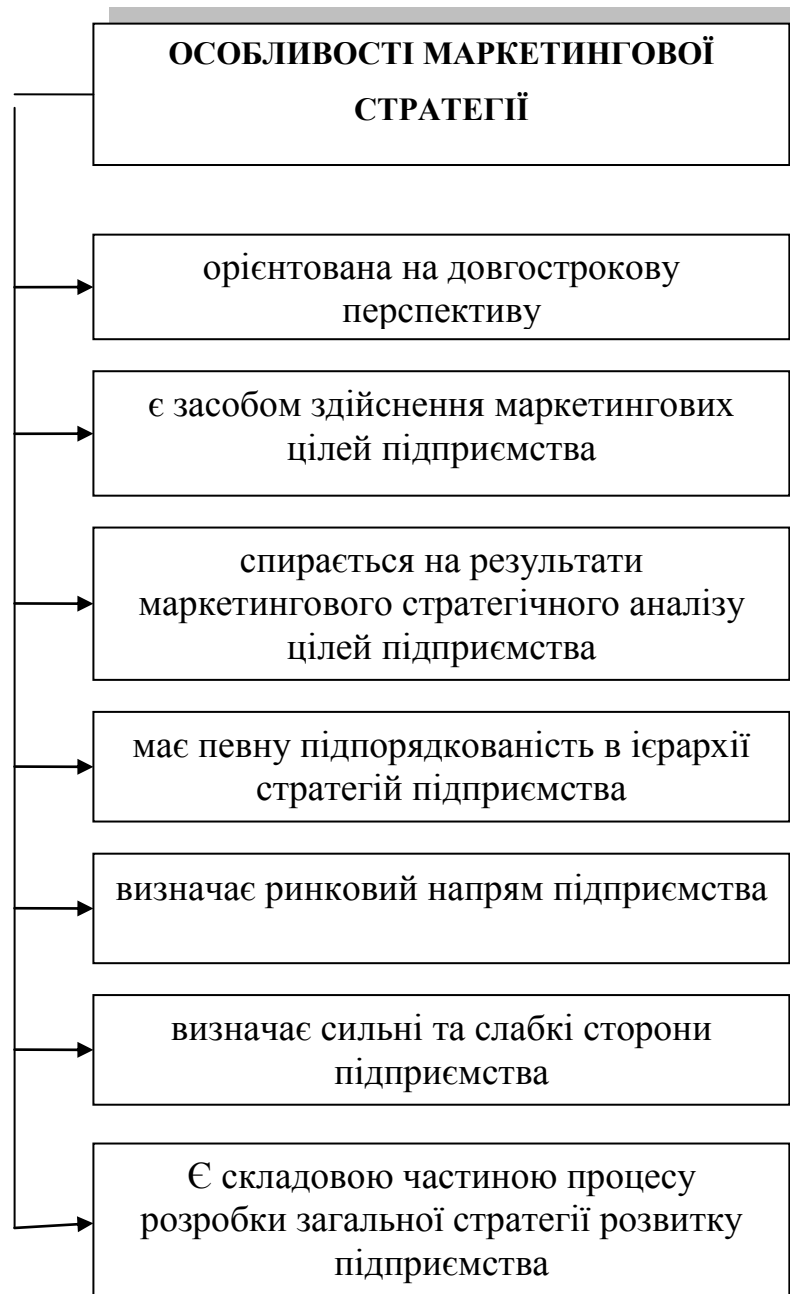 ОСОБЛИВОСТІ МАРКЕТИНГОВОЇ
СТРАТЕГІЇ
орієнтована на довгострокову
перспективу
є засобом здійснення маркетингових
цілей підприємства
спирається на результати
маркетингового стратегічного аналізу
цілей підприємства
має певну підпорядкованість в ієрархії
стратегій підприємства
визначає ринковий напрям підприємства
визначає сильні та слабкі сторони
підприємства
Є складовою частиною процесу
розробки загальної стратегії розвитку
підприємства